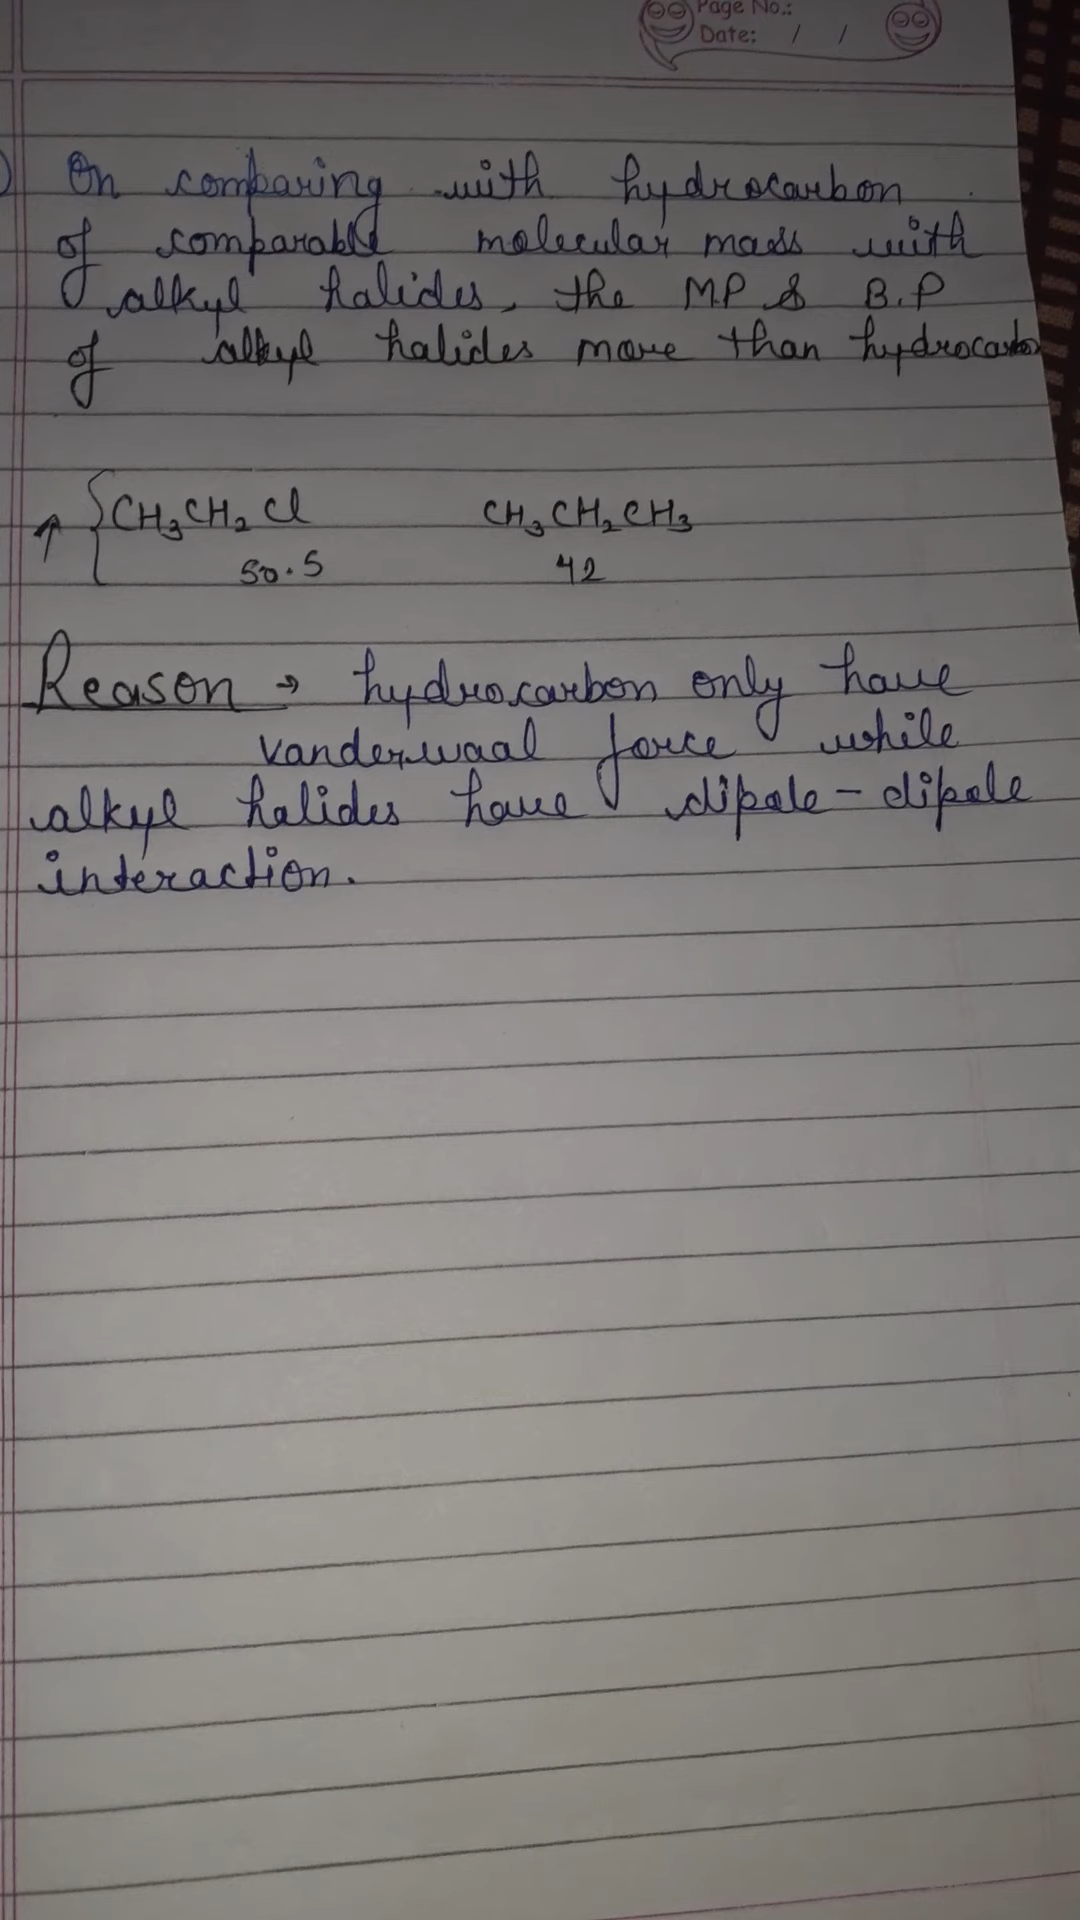 Page No.:
Date: / /
On comparing with hydrocarbon
of comparable molecular mass with
alkyl halides, the M.P & B.P
of alkyl halides more than hydrocarbo
↑ { CH₃CH₂Cl CH₃CH₂CH₃
50.5 42
Reason → hydrocarbon only have
vanderwaal force while
alkyl halides have dipole - dipole
interaction.